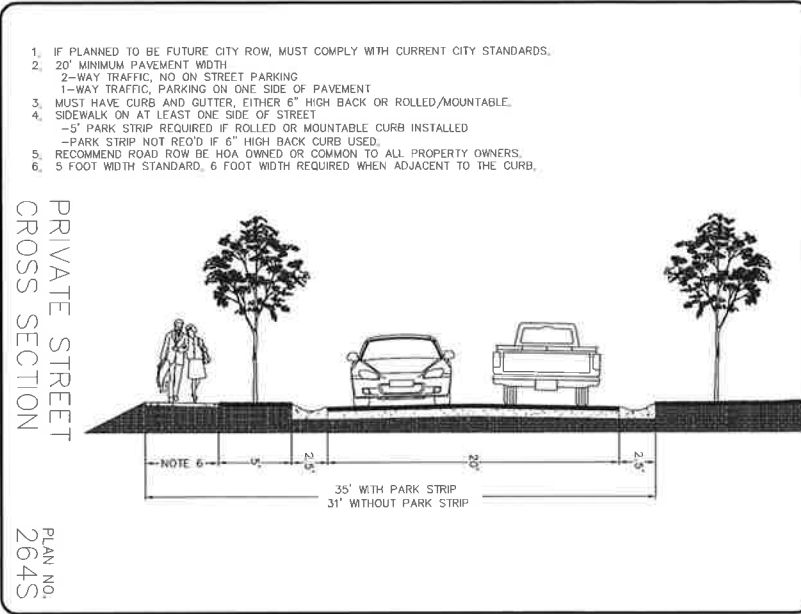 1. IF PLANNED TO BE FUTURE CITY ROW, MUST COMPLY WITH CURRENT CITY STANDARDS.
2. 20' MINIMUM PAVEMENT WIDTH
2-WAY TRAFFIC, NO ON STREET PARKING
1-WAY TRAFFIC, PARKING ON ONE SIDE OF PAVEMENT
3. MUST HAVE CURB AND GUTTER, EITHER 6" HIGH BACK OR ROLLED/MOUNTABLE.
4. SIDEWALK ON AT LEAST ONE SIDE OF STREET
-5' PARK STRIP REQUIRED IF ROLLED OR MOUNTABLE CURB INSTALLED
-PARK STRIP NOT REQ'D IF 6" HIGH BACK CURB USED.
5. RECOMMEND ROAD ROW BE HOA OWNED OR COMMON TO ALL PROPERTY OWNERS.
6. 5 FOOT WIDTH STANDARD. 6 FOOT WIDTH REQUIRED WHEN ADJACENT TO THE CURB.
PRIVATE STREET
CROSS SECTION
NOTE 6
5'
2.5'
20'
2.5'
35' WITH PARK STRIP
31' WITHOUT PARK STRIP
PLAN NO.
264S